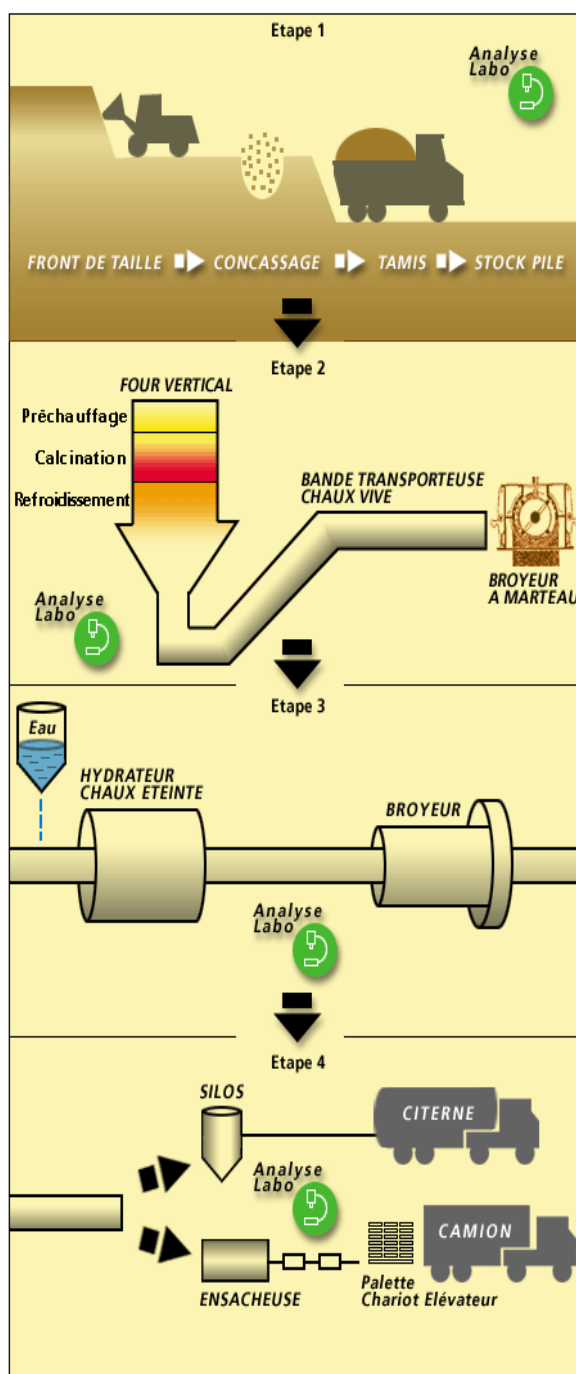 Etape 1
Analyse
Labo
FRONT DE TAILLE CONCASSAGE TAMIS STOCK PILE
Etape 2
FOUR VERTICAL
Préchauffage
Calcination
Refroidissement
BANDE TRANSPORTEUSE
CHAUX VIVE
BROYEUR
A MARTEAU
Analyse
Labo
Etape 3
Eau
HYDRATEUR
CHAUX ETEINTE
BROYEUR
Analyse
Labo
Etape 4
SILOS
CITERNE
Analyse
Labo
CAMION
ENSACHEUSE
Palette
Chariot Elévateur